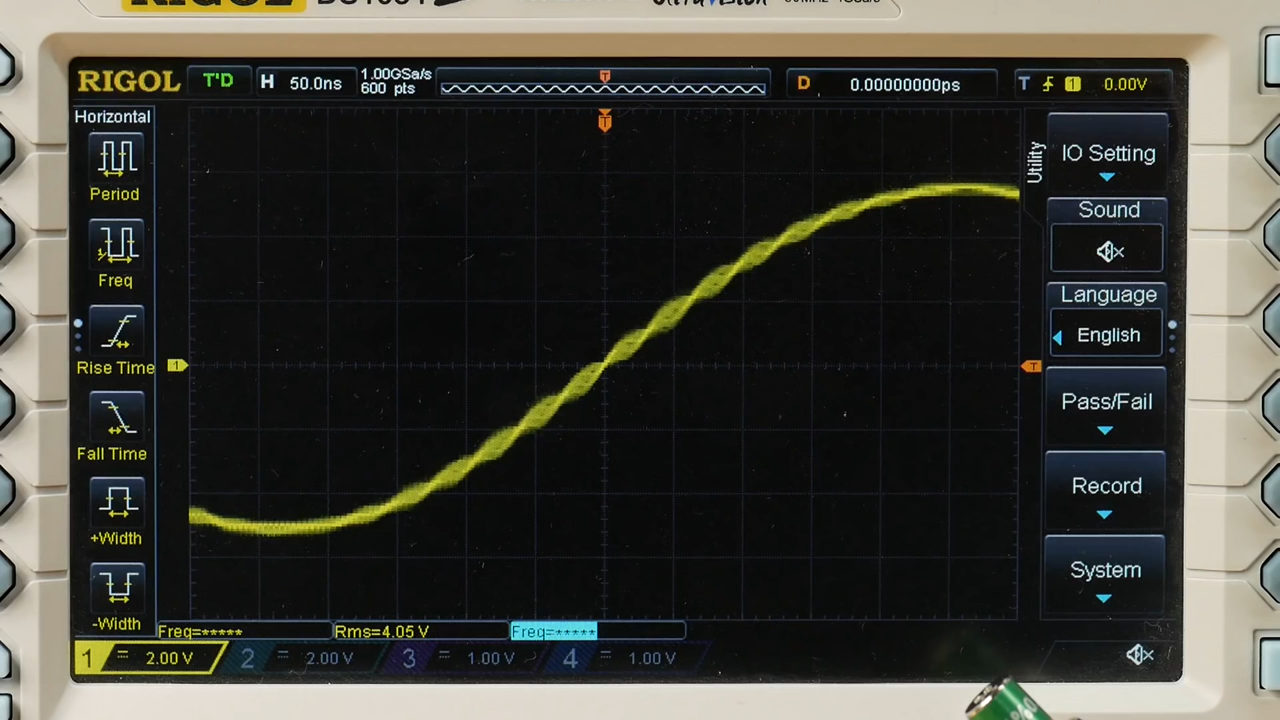 RIGOL
RIGOL T'D H 50.0ns 1.00GSa/s 600 pts D 0.00000000ps T 1 0.00V
T
Horizontal
Period
Freq
Rise Time
Fall Time
+Width
-Width
1
T
Utility
IO Setting
Sound
Language
English
Pass/Fail
Record
System
Freq=***** Rms=4.05 V Freq=*****
1 2.00 V 2 2.00 V 3 1.00 V 4 1.00 V